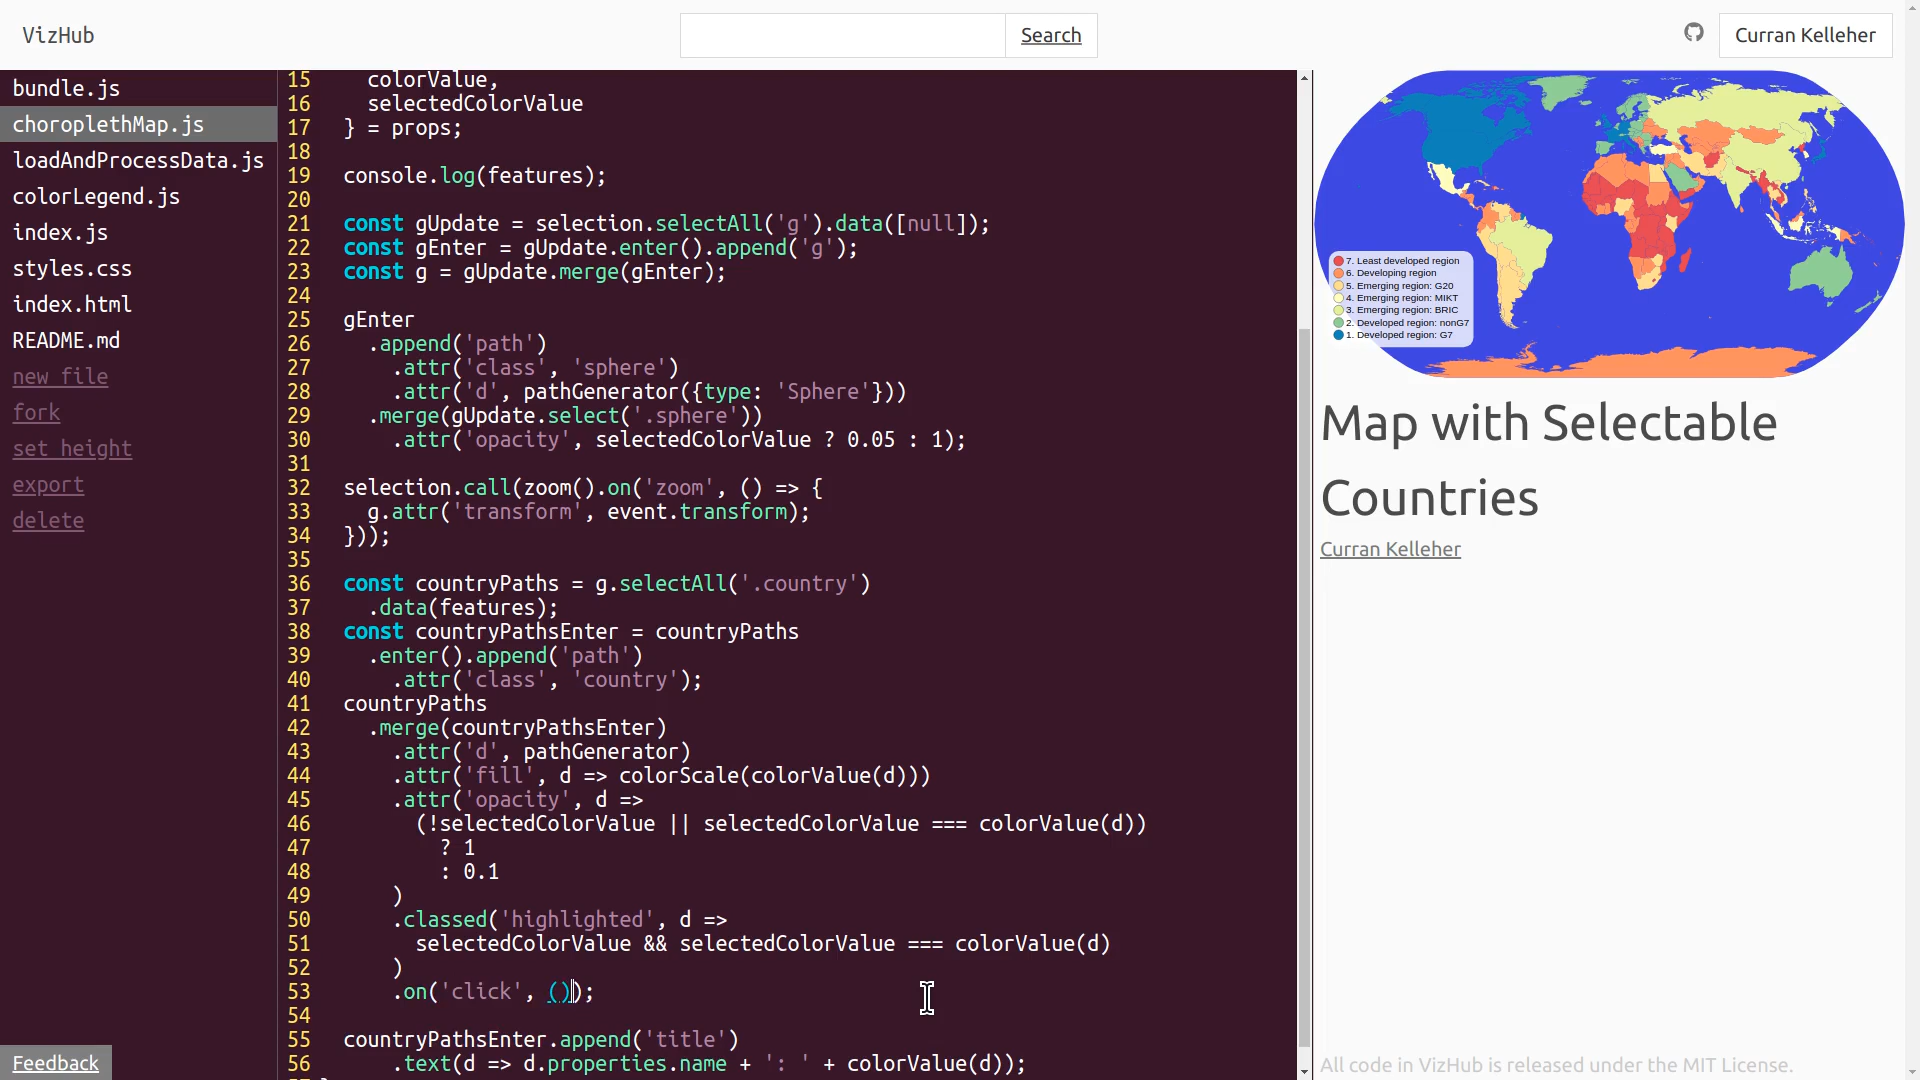 VizHub
Search
Curran Kelleher
bundle.js
choroplethMap.js
loadAndProcessData.js
colorLegend.js
index.js
styles.css
index.html
README.md
new file
fork
set height
export
delete
Feedback
15 colorValue,
16 selectedColorValue
17 } = props;
18
19 console.log(features);
20
21 const gUpdate = selection.selectAll('g').data([null]);
22 const gEnter = gUpdate.enter().append('g');
23 const g = gUpdate.merge(gEnter);
24
25 gEnter
26 .append('path')
27 .attr('class', 'sphere')
28 .attr('d', pathGenerator({type: 'Sphere'}))
29 .merge(gUpdate.select('.sphere'))
30 .attr('opacity', selectedColorValue ? 0.05 : 1);
31
32 selection.call(zoom().on('zoom', () => {
33 g.attr('transform', event.transform);
34 }));
35
36 const countryPaths = g.selectAll('.country')
37 .data(features);
38 const countryPathsEnter = countryPaths
39 .enter().append('path')
40 .attr('class', 'country');
41 countryPaths
42 .merge(countryPathsEnter)
43 .attr('d', pathGenerator)
44 .attr('fill', d => colorScale(colorValue(d)))
45 .attr('opacity', d =>
46 (!selectedColorValue || selectedColorValue === colorValue(d))
47 ? 1
48 : 0.1
49 )
50 .classed('highlighted', d =>
51 selectedColorValue && selectedColorValue === colorValue(d)
52 )
53 .on('click', ());
54
55 countryPathsEnter.append('title')
56 .text(d => d.properties.name + ': ' + colorValue(d));
7. Least developed region
6. Developing region
5. Emerging region: G20
4. Emerging region: MIKT
3. Emerging region: BRIC
2. Developed region: nonG7
1. Developed region: G7
Map with Selectable
Countries
Curran Kelleher
All code in VizHub is released under the MIT License.